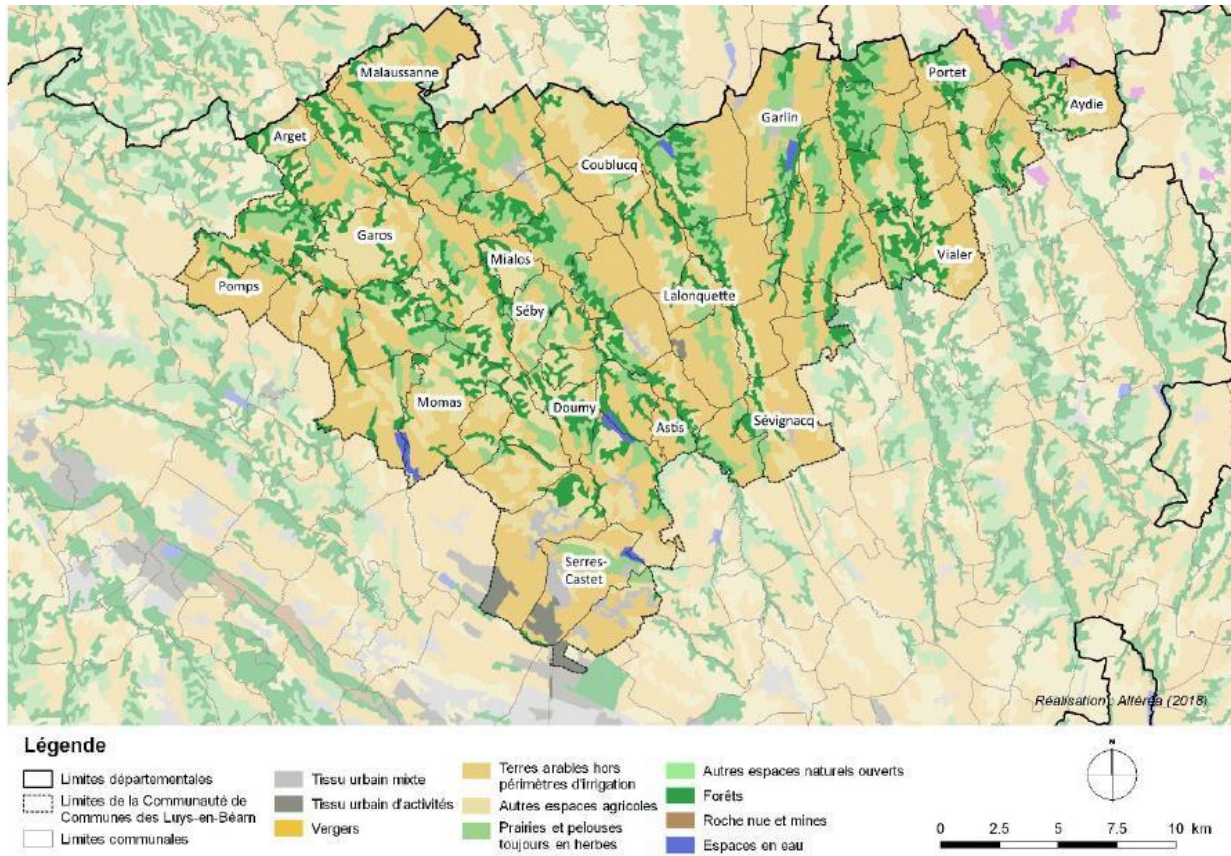 Malaussanne
Portet
Aydie
Garlin
Arget
Coublucq
Garos
Mialos
Vialer
Pomps
Lalonquette
Séby
Momas
Doumy
Astis
Sévignacq
Serres-
Castet
Réalisation : Altéréa (2018)
Légende
Limites départementales
Limites de la Communauté de
Communes des Luys-en-Béarn
Limites communales
Tissu urbain mixte
Tissu urbain d'activités
Vergers
Terres arables hors
périmètres d'irrigation
Autres espaces agricoles
Prairies et pelouses
toujours en herbes
Autres espaces naturels ouverts
Forêts
Roche nue et mines
Espaces en eau
N
0 2.5 5 7.5 10 km